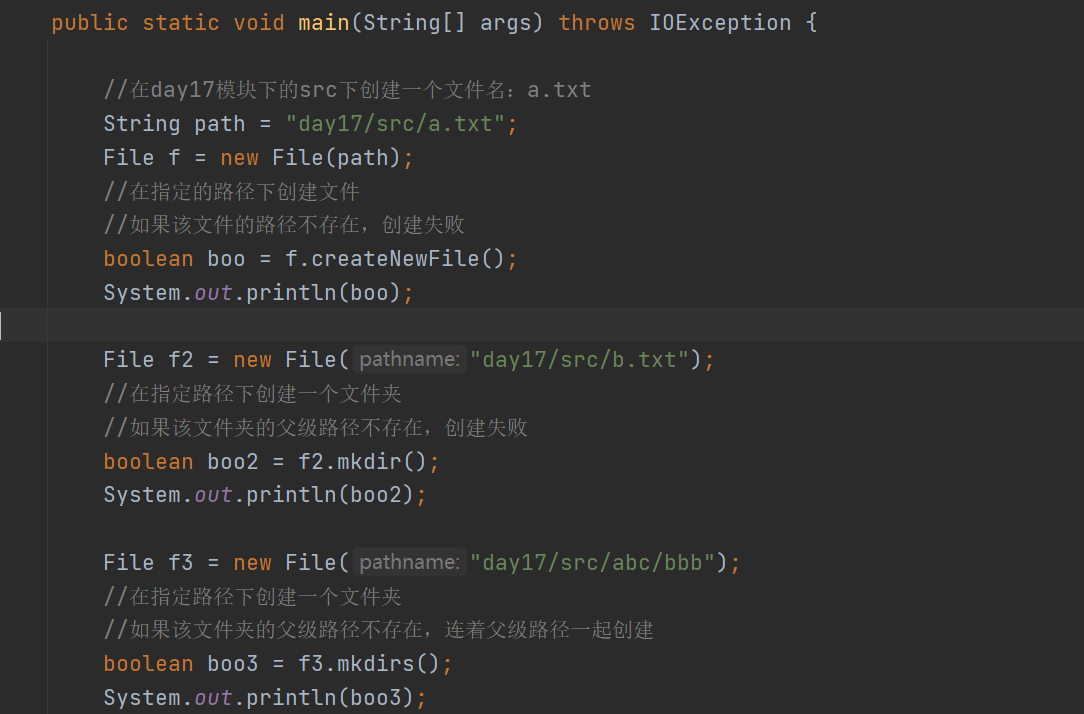 public static void main(String[] args) throws IOException {
//在day17模块下的src下创建一个文件名：a.txt
String path = "day17/src/a.txt";
File f = new File(path);
//在指定的路径下创建文件
//如果该文件的路径不存在，创建失败
boolean boo = f.createNewFile();
System.out.println(boo);
File f2 = new File( pathname: "day17/src/b.txt");
//在指定路径下创建一个文件夹
//如果该文件夹的父级路径不存在，创建失败
boolean boo2 = f2.mkdir();
System.out.println(boo2);
File f3 = new File( pathname: "day17/src/abc/bbb");
//在指定路径下创建一个文件夹
//如果该文件夹的父级路径不存在，连着父级路径一起创建
boolean boo3 = f3.mkdirs();
System.out.println(boo3);